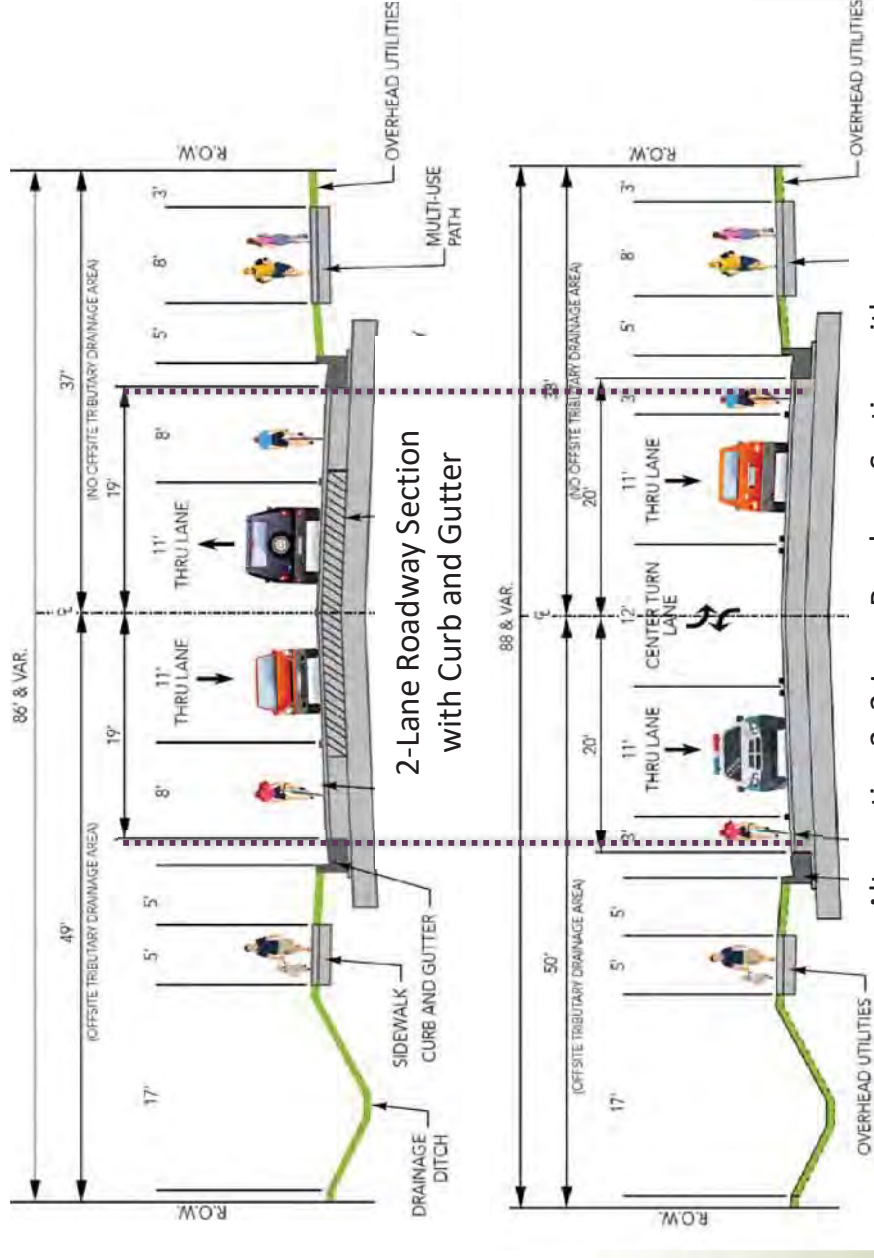 86' & VAR.
49'
37'
(OFFSITE TRIBUTARY DRAINAGE AREA)
(NO OFFSITE TRIBUTARY DRAINAGE AREA)
19'
19'
17'
5'
5'
8'
11'
THRU LANE
11'
THRU LANE
8'
5'
8'
3'
R.O.W.
R.O.W.
℄
DRAINAGE
DITCH
SIDEWALK
CURB AND GUTTER
MULTI-USE
PATH
OVERHEAD UTILITIES
2-Lane Roadway Section
with Curb and Gutter
88 & VAR.
50'
38'
(OFFSITE TRIBUTARY DRAINAGE AREA)
(NO OFFSITE TRIBUTARY DRAINAGE AREA)
20'
20'
17'
5'
5'
3'
11'
THRU LANE
12'
CENTER TURN
LANE
11'
THRU LANE
3'
5'
8'
3'
R.O.W.
R.O.W.
℄
OVERHEAD UTILITIES
OVERHEAD UTILITIES